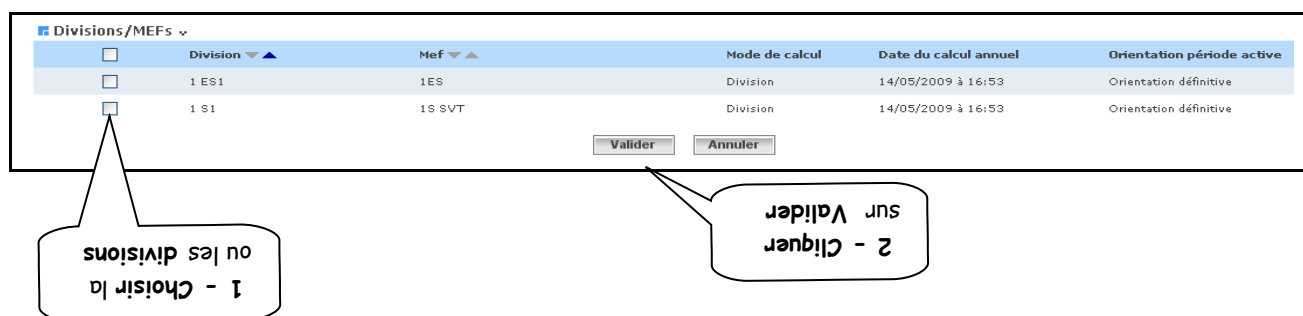 Divisions/MEFs
Division Mef Mode de calcul Date du calcul annuel Orientation période active
1 ES1 1ES Division 14/05/2009 à 16:53 Orientation définitive
1 S1 1S SVT Division 14/05/2009 à 16:53 Orientation définitive
Valider Annuler
1 - Choisir la
ou les divisions
2 - Cliquer
sur Valider